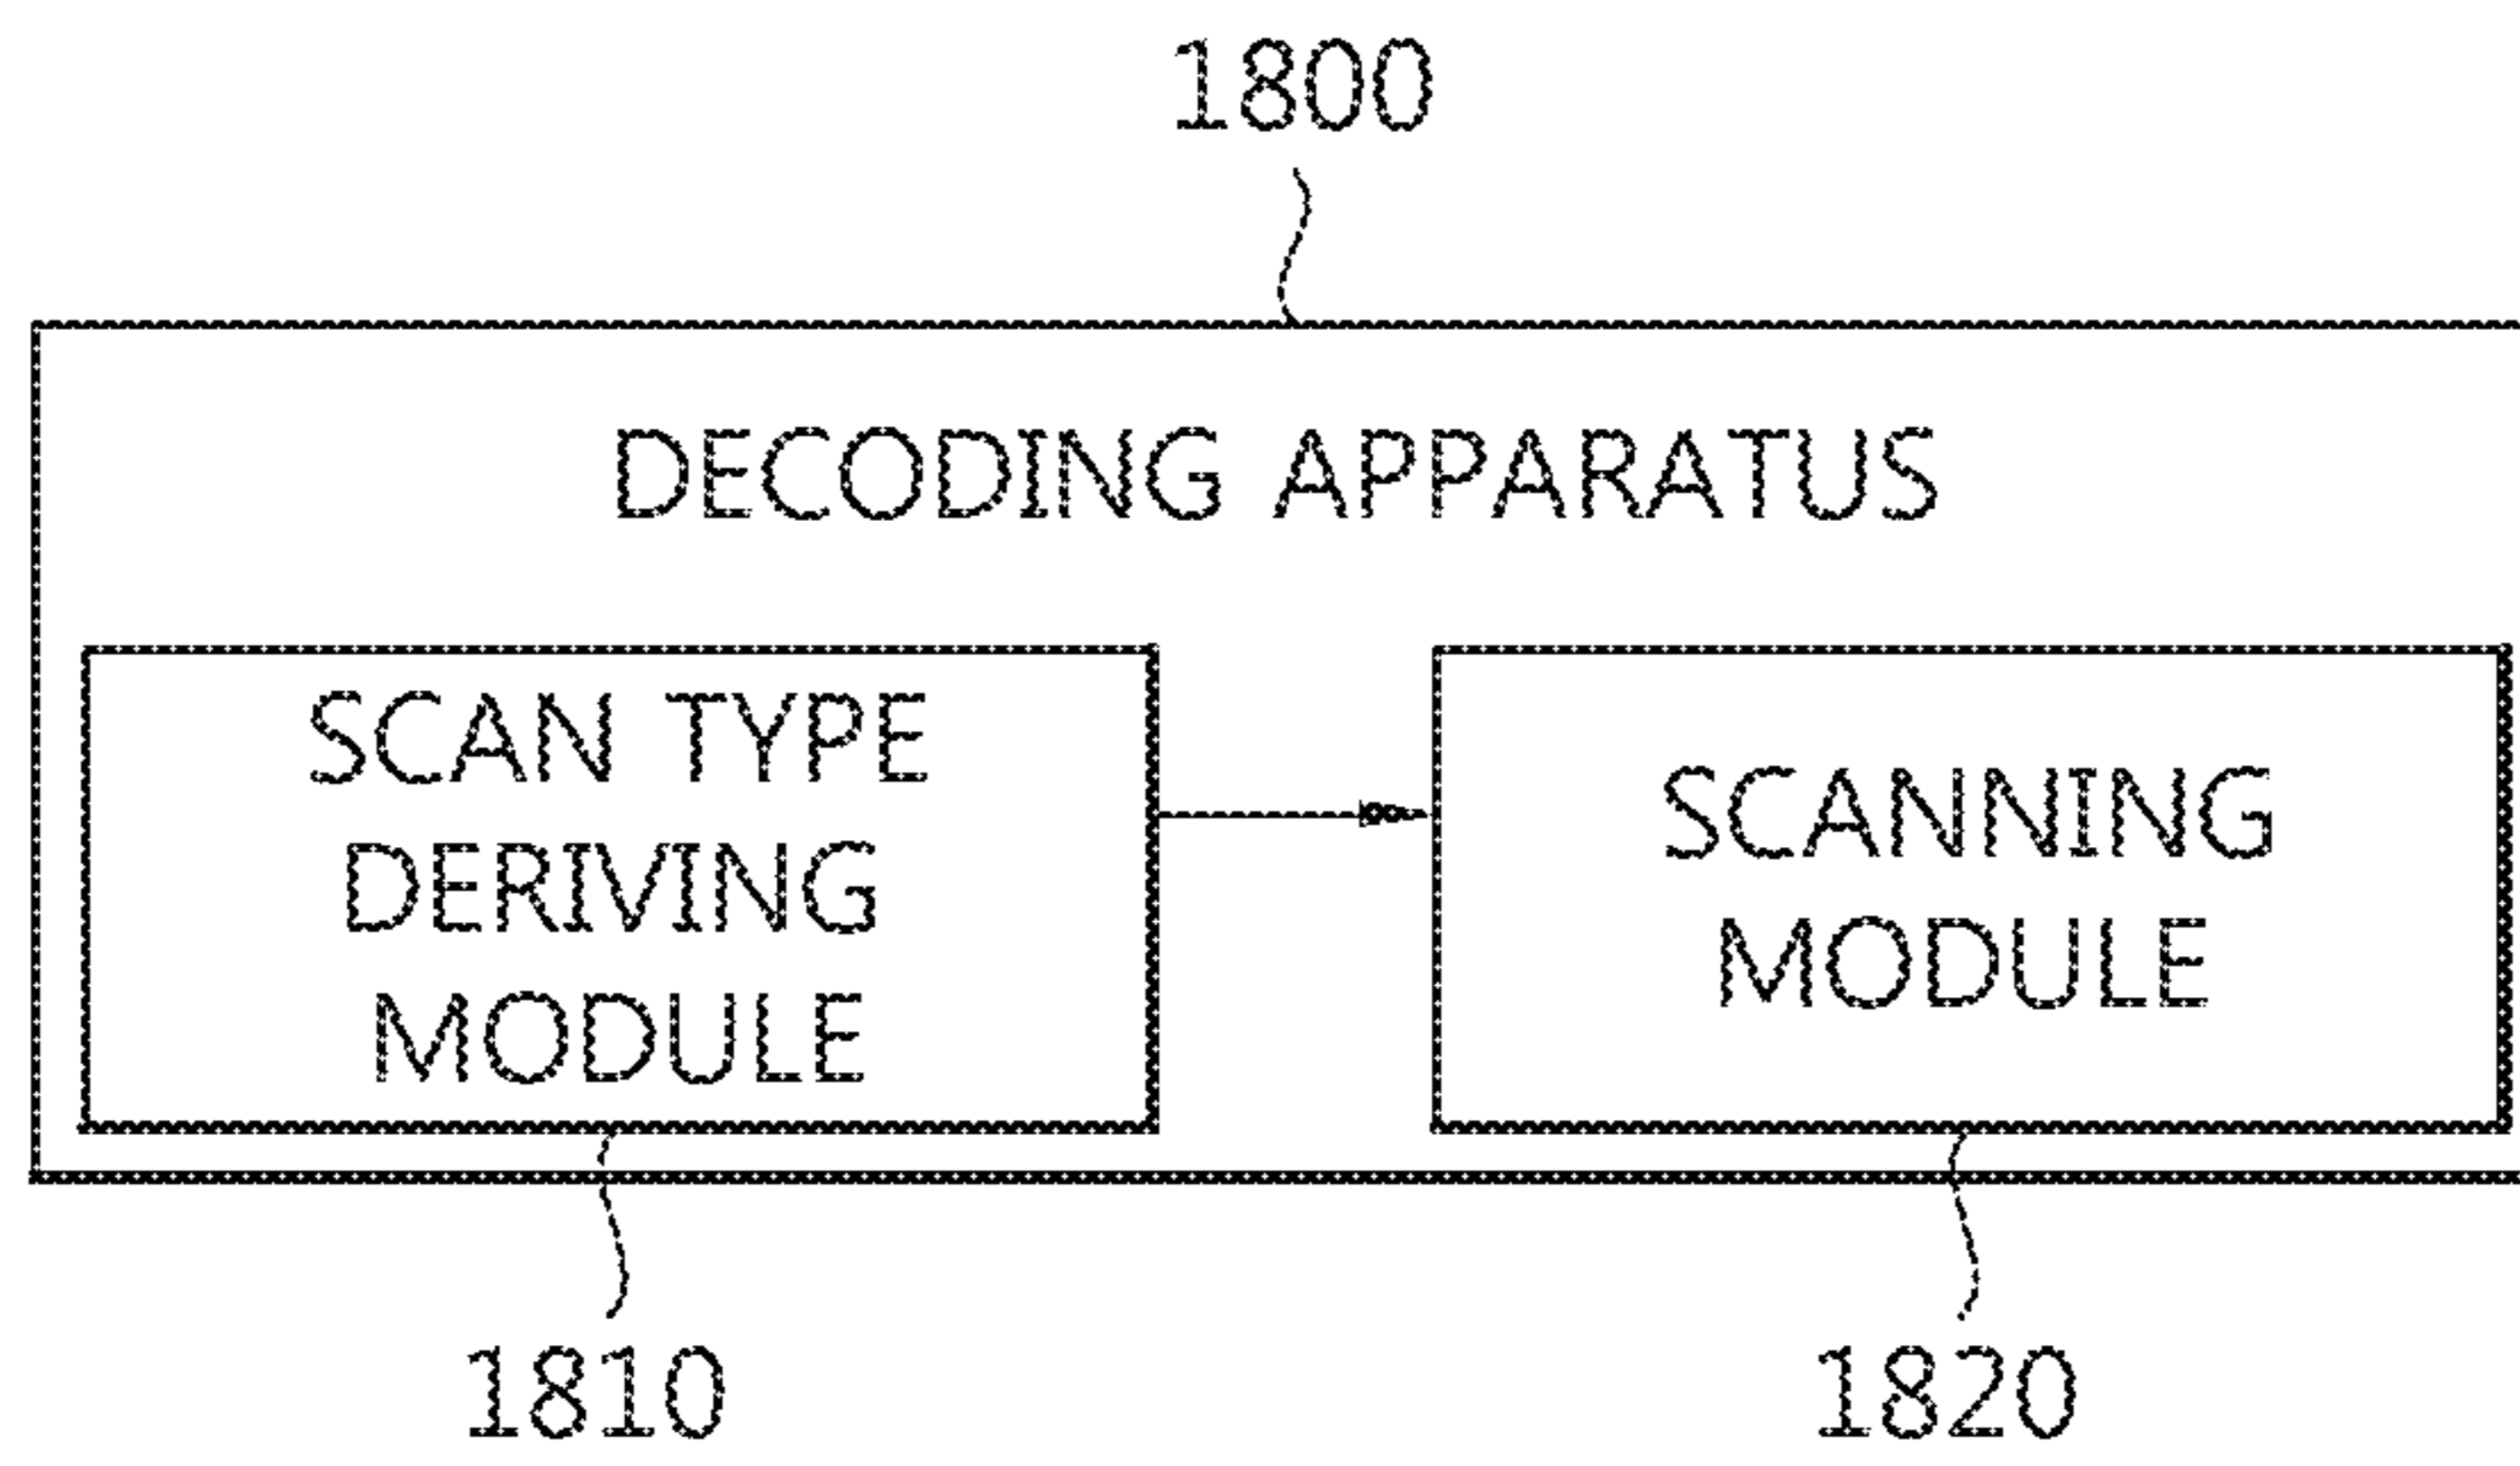 1800
DECODING APPARATUS
SCAN TYPE
DERIVING
MODULE
SCANNING
MODULE
1810
1820